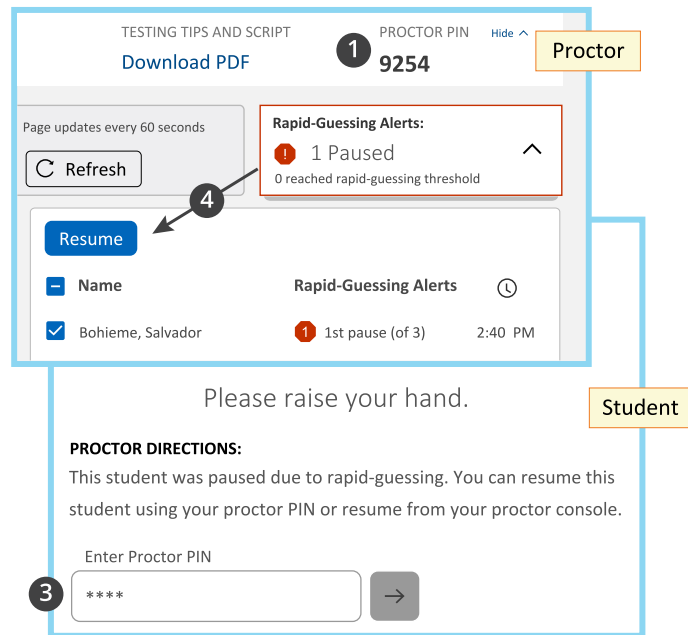 TESTING TIPS AND SCRIPT
Download PDF
1
PROCTOR PIN
9254
Hide
Proctor
Page updates every 60 seconds
Refresh
Rapid-Guessing Alerts:
! 1 Paused
0 reached rapid-guessing threshold
4
Resume
Name Rapid-Guessing Alerts
Bohieme, Salvador 1 1st pause (of 3) 2:40 PM
Student
Please raise your hand.
PROCTOR DIRECTIONS:
This student was paused due to rapid-guessing. You can resume this
student using your proctor PIN or resume from your proctor console.
Enter Proctor PIN
3
****